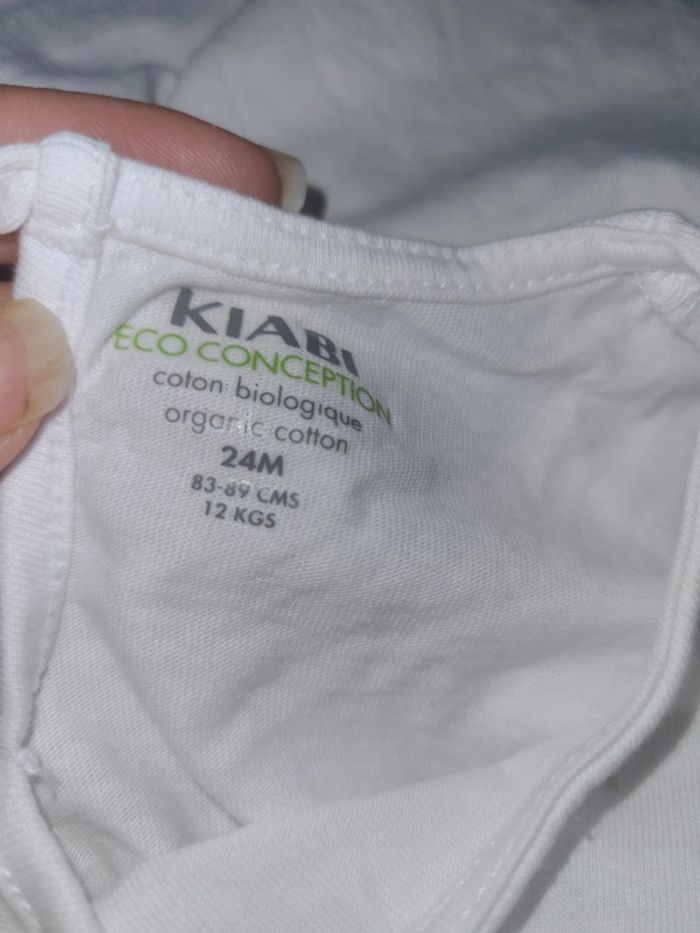 KIABI
ECO CONCEPTION
coton biologique
organic cotton
24M
83-89 CMS
12 KGS